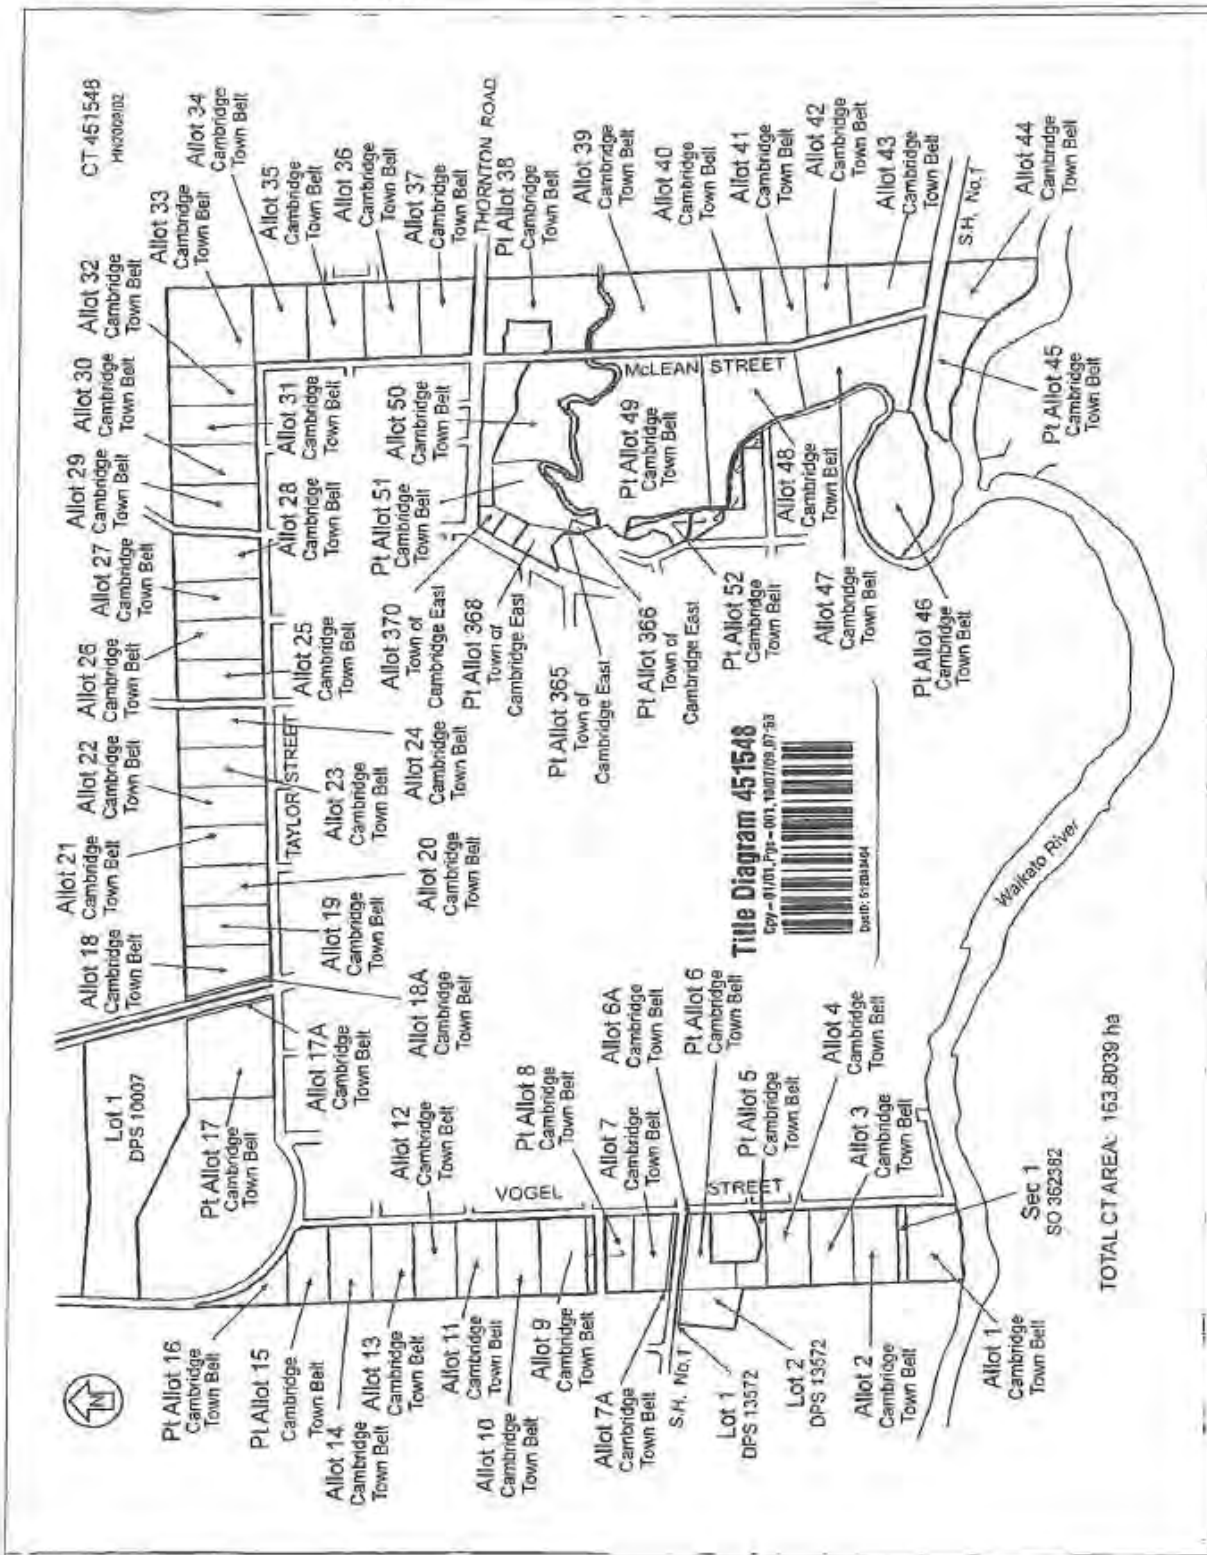 CT 451548
Allot 33
Cambridge
Town Belt
Allot 34
Cambridge
Town Belt
Allot 32
Cambridge
Town Belt
Allot 35
Cambridge
Town Belt
Allot 30
Cambridge
Town Belt
Allot 31
Cambridge
Town Belt
Allot 36
Cambridge
Town Belt
Allot 29
Cambridge
Town Belt
Allot 28
Cambridge
Town Belt
Allot 37
Cambridge
Town Belt
THORNTON ROAD
Allot 27
Cambridge
Town Belt
Allot 50
Cambridge
Town Belt
Pt Allot 38
Cambridge
Town Belt
Allot 26
Cambridge
Town Belt
Allot 25
Cambridge
Town Belt
Pt Allot 51
Cambridge
Town Belt
Allot 39
Cambridge
Town Belt
Allot 22
Cambridge
Town Belt
TAYLOR STREET
Allot 24
Cambridge
Town Belt
Allot 370
Town of
Cambridge East
Pt Allot 368
Town of
Cambridge East
Pt Allot 365
Town of
Cambridge East
Pt Allot 366
Town of
Cambridge East
Pt Allot 49
Cambridge
Town Belt
McLEAN STREET
Allot 40
Cambridge
Town Belt
Allot 41
Cambridge
Town Belt
Allot 42
Cambridge
Town Belt
Allot 43
Cambridge
Town Belt
S.H. No.1
Allot 44
Cambridge
Town Belt
Pt Allot 45
Cambridge
Town Belt
Allot 48
Cambridge
Town Belt
Pt Allot 52
Cambridge
Town Belt
Allot 47
Cambridge
Town Belt
Pt Allot 46
Cambridge
Town Belt
Allot 21
Cambridge
Town Belt
Allot 23
Cambridge
Town Belt
Allot 20
Cambridge
Town Belt
Allot 18
Cambridge
Town Belt
Allot 19
Cambridge
Town Belt
Allot 18A
Cambridge
Town Belt
Title Diagram 451548
Cpy - 01/01, Pgs - 001, 10/07/09, 07:53
Waikato River
Lot 1
DPS 10007
Pt Allot 17
Cambridge
Town Belt
Allot 17A
Cambridge
Town Belt
Allot 12
Cambridge
Town Belt
VOGEL STREET
Pt Allot 8
Cambridge
Town Belt
Allot 7
Cambridge
Town Belt
Allot 6A
Cambridge
Town Belt
Pt Allot 6
Cambridge
Town Belt
Pt Allot 5
Cambridge
Town Belt
Allot 4
Cambridge
Town Belt
Allot 3
Cambridge
Town Belt
Sec 1
SO 362382
TOTAL CT AREA: 163.8039 ha
N
Pt Allot 16
Cambridge
Town Belt
Pt Allot 15
Cambridge
Town Belt
Allot 14
Cambridge
Town Belt
Allot 13
Cambridge
Town Belt
Allot 11
Cambridge
Town Belt
Allot 10
Cambridge
Town Belt
Allot 9
Cambridge
Town Belt
Allot 7A
Cambridge
Town Belt
S.H. No.1
Lot 1
DPS 13572
Lot 2
DPS 13572
Allot 2
Cambridge
Town Belt
Allot 1
Cambridge
Town Belt